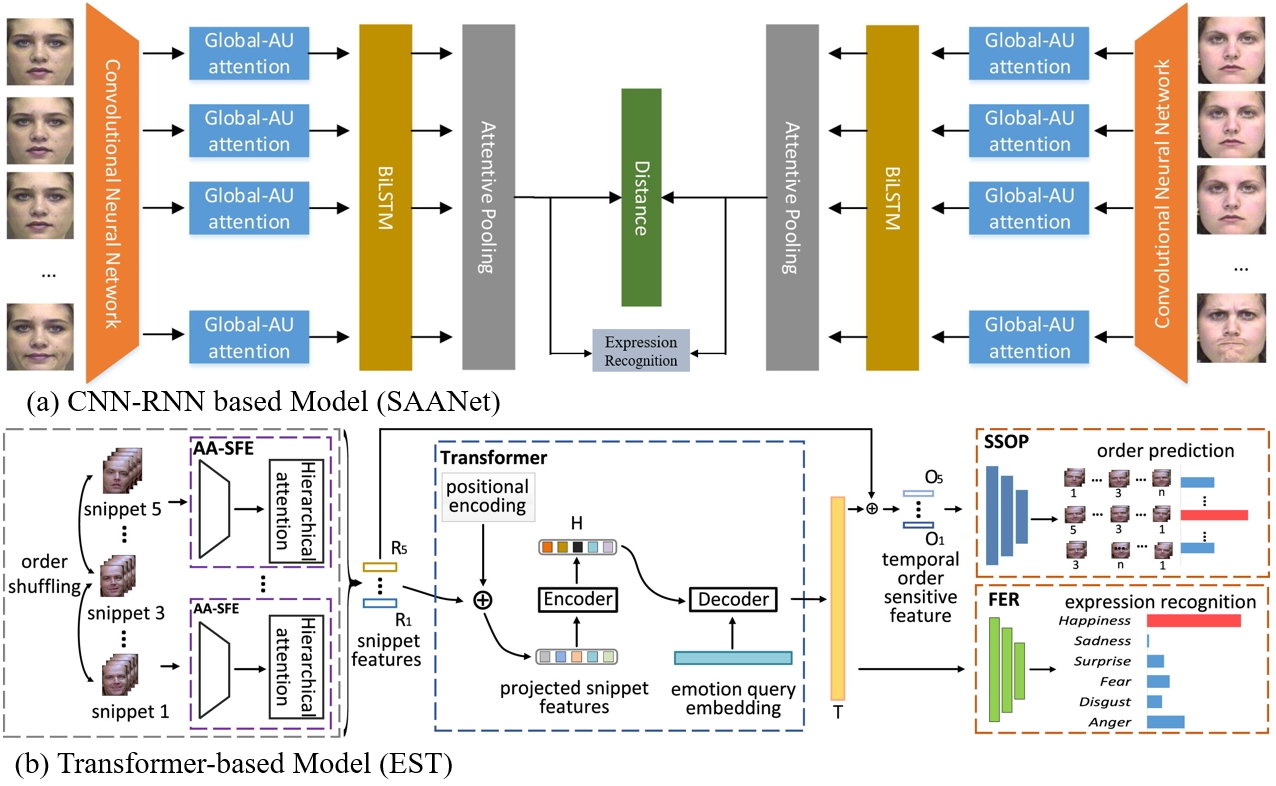 Convolutional Neural Network
Global-AU
attention
Global-AU
attention
Global-AU
attention
...
Global-AU
attention
BiLSTM
Attentive Pooling
Distance
Expression
Recognition
Attentive Pooling
BiLSTM
Global-AU
attention
Global-AU
attention
Global-AU
attention
Global-AU
attention
Convolutional Neural Network
...
(a) CNN-RNN based Model (SAANet)
order
shuffling
snippet 5
snippet 3
snippet 1
AA-SFE
Hierarchical
attention
AA-SFE
Hierarchical
attention
R5
R1
snippet
features
Transformer
positional
encoding
H
Encoder
Decoder
projected snippet
features
emotion query
embedding
T
O5
O1
temporal
order
sensitive
feature
SSOP
order prediction
1 ... 3 ... n
5 3 1
3 n 1
FER
expression recognition
Happiness
Sadness
Surprise
Fear
Disgust
Anger
(b) Transformer-based Model (EST)